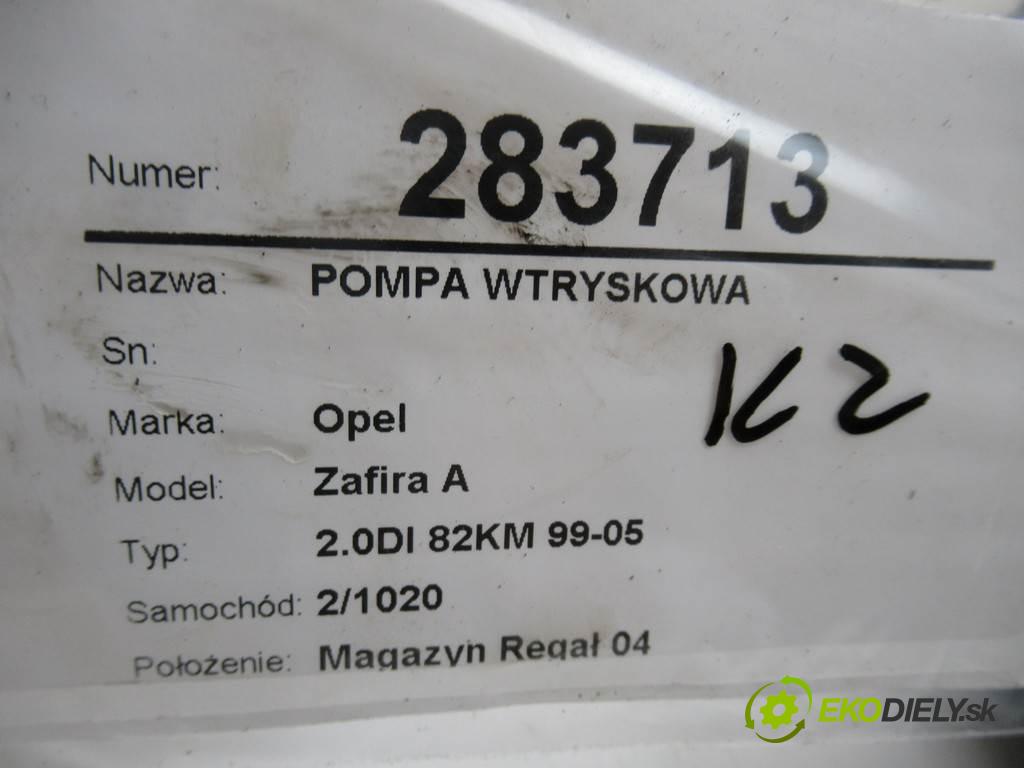 Numer: 283713
Nazwa: POMPA WTRYSKOWA
Sn:
K2
Marka: Opel
Model: Zafira A
Typ: 2.0DI 82KM 99-05
Samochód: 2/1020
Położenie: Magazyn Regał 04
EKODIELY.sk